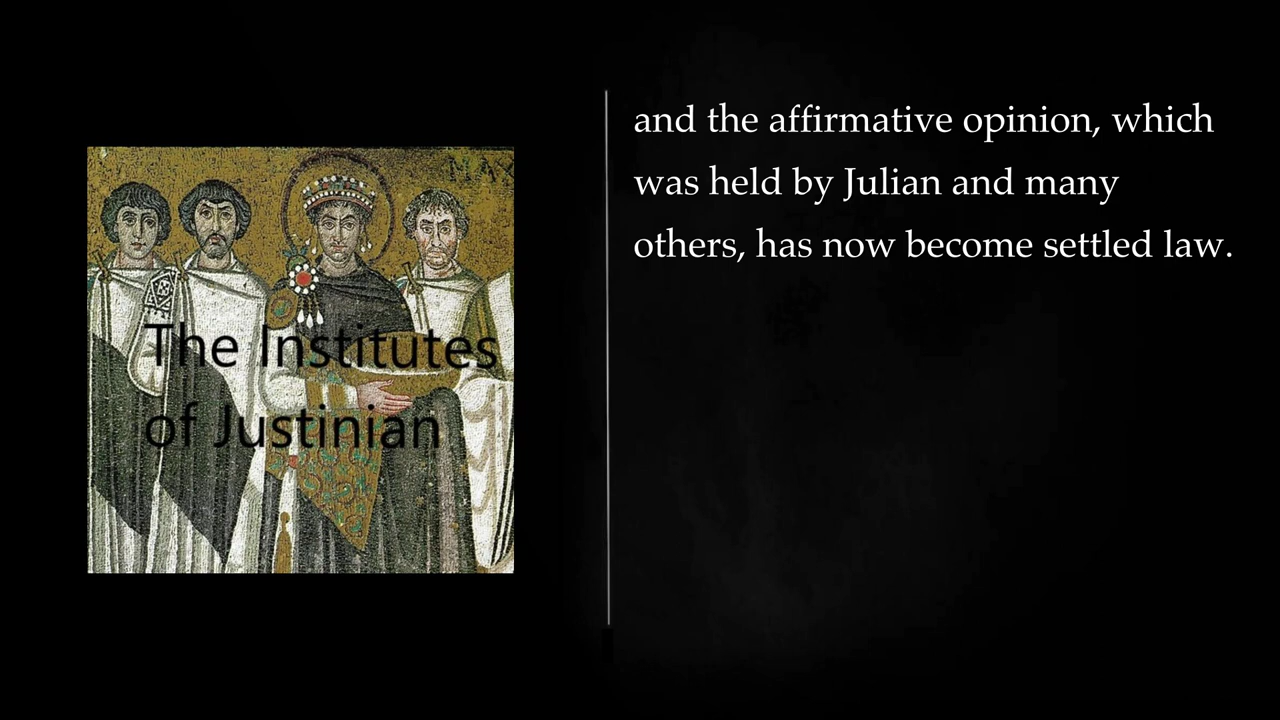 MAX
The Institutes
of Justinian
and the affirmative opinion, which
was held by Julian and many
others, has now become settled law.